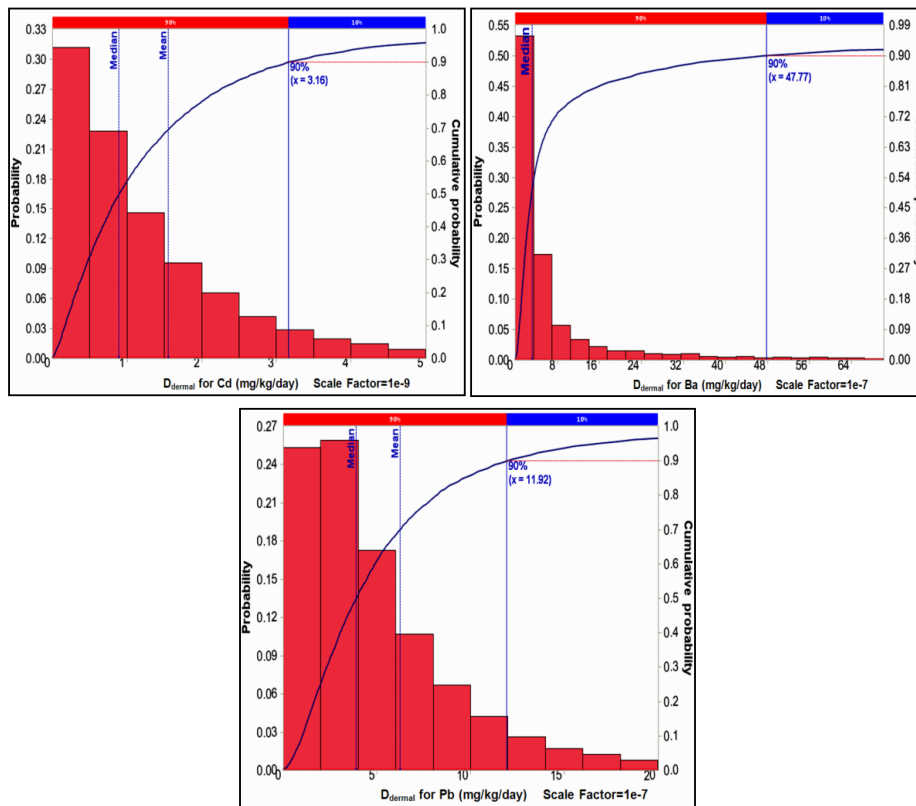 90% 10%
0.33 1.0
0.30 0.9
0.27 0.8
0.24 0.7
0.21 0.6
0.18 0.5
0.15 0.4
0.12 0.3
0.09 0.2
0.06 0.1
0.03 0.0
0.00
Probability
Cumulative probability
Median
Mean
90%
(x = 3.16)
0 1 2 3 4 5
Ddermal for Cd (mg/kg/day) Scale Factor=1e-9
90% 10%
0.55 0.99
0.50 0.90
0.45 0.81
0.40 0.72
0.35 0.63
0.30 0.54
0.25 0.45
0.20 0.36
0.15 0.27
0.10 0.18
0.05 0.09
0.00 0.00
Probability
Median
90%
(x = 47.77)
0 8 16 24 32 40 48 56 64
Ddermal for Ba (mg/kg/day) Scale Factor=1e-7
90% 10%
0.27 1.0
0.24 0.9
0.21 0.8
0.18 0.7
0.15 0.6
0.12 0.5
0.09 0.4
0.06 0.3
0.03 0.2
0.00 0.1
0.0
Probability
Cumulative probability
Median
Mean
90%
(x = 11.92)
0 5 10 15 20
Ddermal for Pb (mg/kg/day) Scale Factor=1e-7